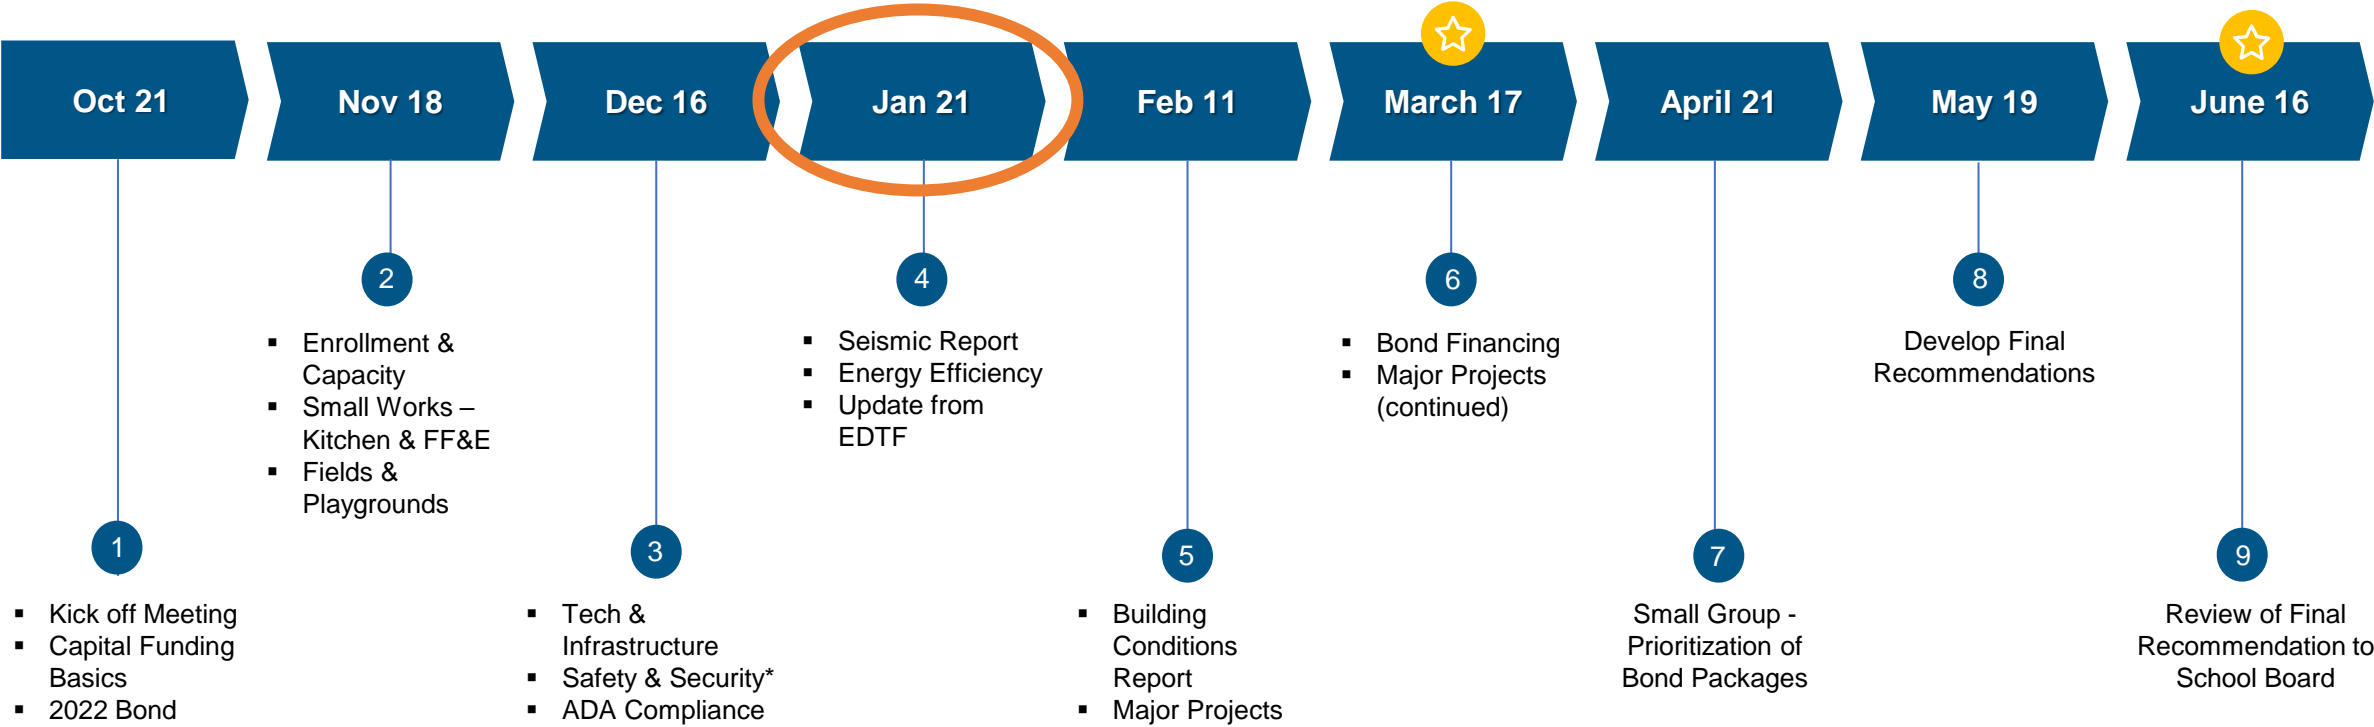 Oct 21
Nov 18
Dec 16
Jan 21
Feb 11
March 17
April 21
May 19
June 16
1
▪ Kick off Meeting
▪ Capital Funding
Basics
▪ 2022 Bond
2
▪ Enrollment &
Capacity
▪ Small Works –
Kitchen & FF&E
▪ Fields &
Playgrounds
3
▪ Tech &
Infrastructure
▪ Safety & Security*
▪ ADA Compliance
4
▪ Seismic Report
▪ Energy Efficiency
▪ Update from
EDTF
5
▪ Building
Conditions
Report
▪ Major Projects
6
▪ Bond Financing
▪ Major Projects
(continued)
7
Small Group -
Prioritization of
Bond Packages
8
Develop Final
Recommendations
9
Review of Final
Recommendation to
School Board